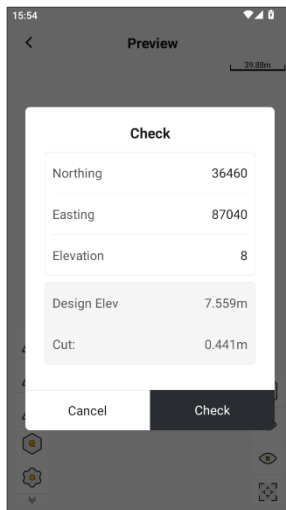 15:54
Preview
39.88m
Check
Northing 36460
Easting 87040
Elevation 8
Design Elev 7.559m
Cut: 0.441m
Cancel Check